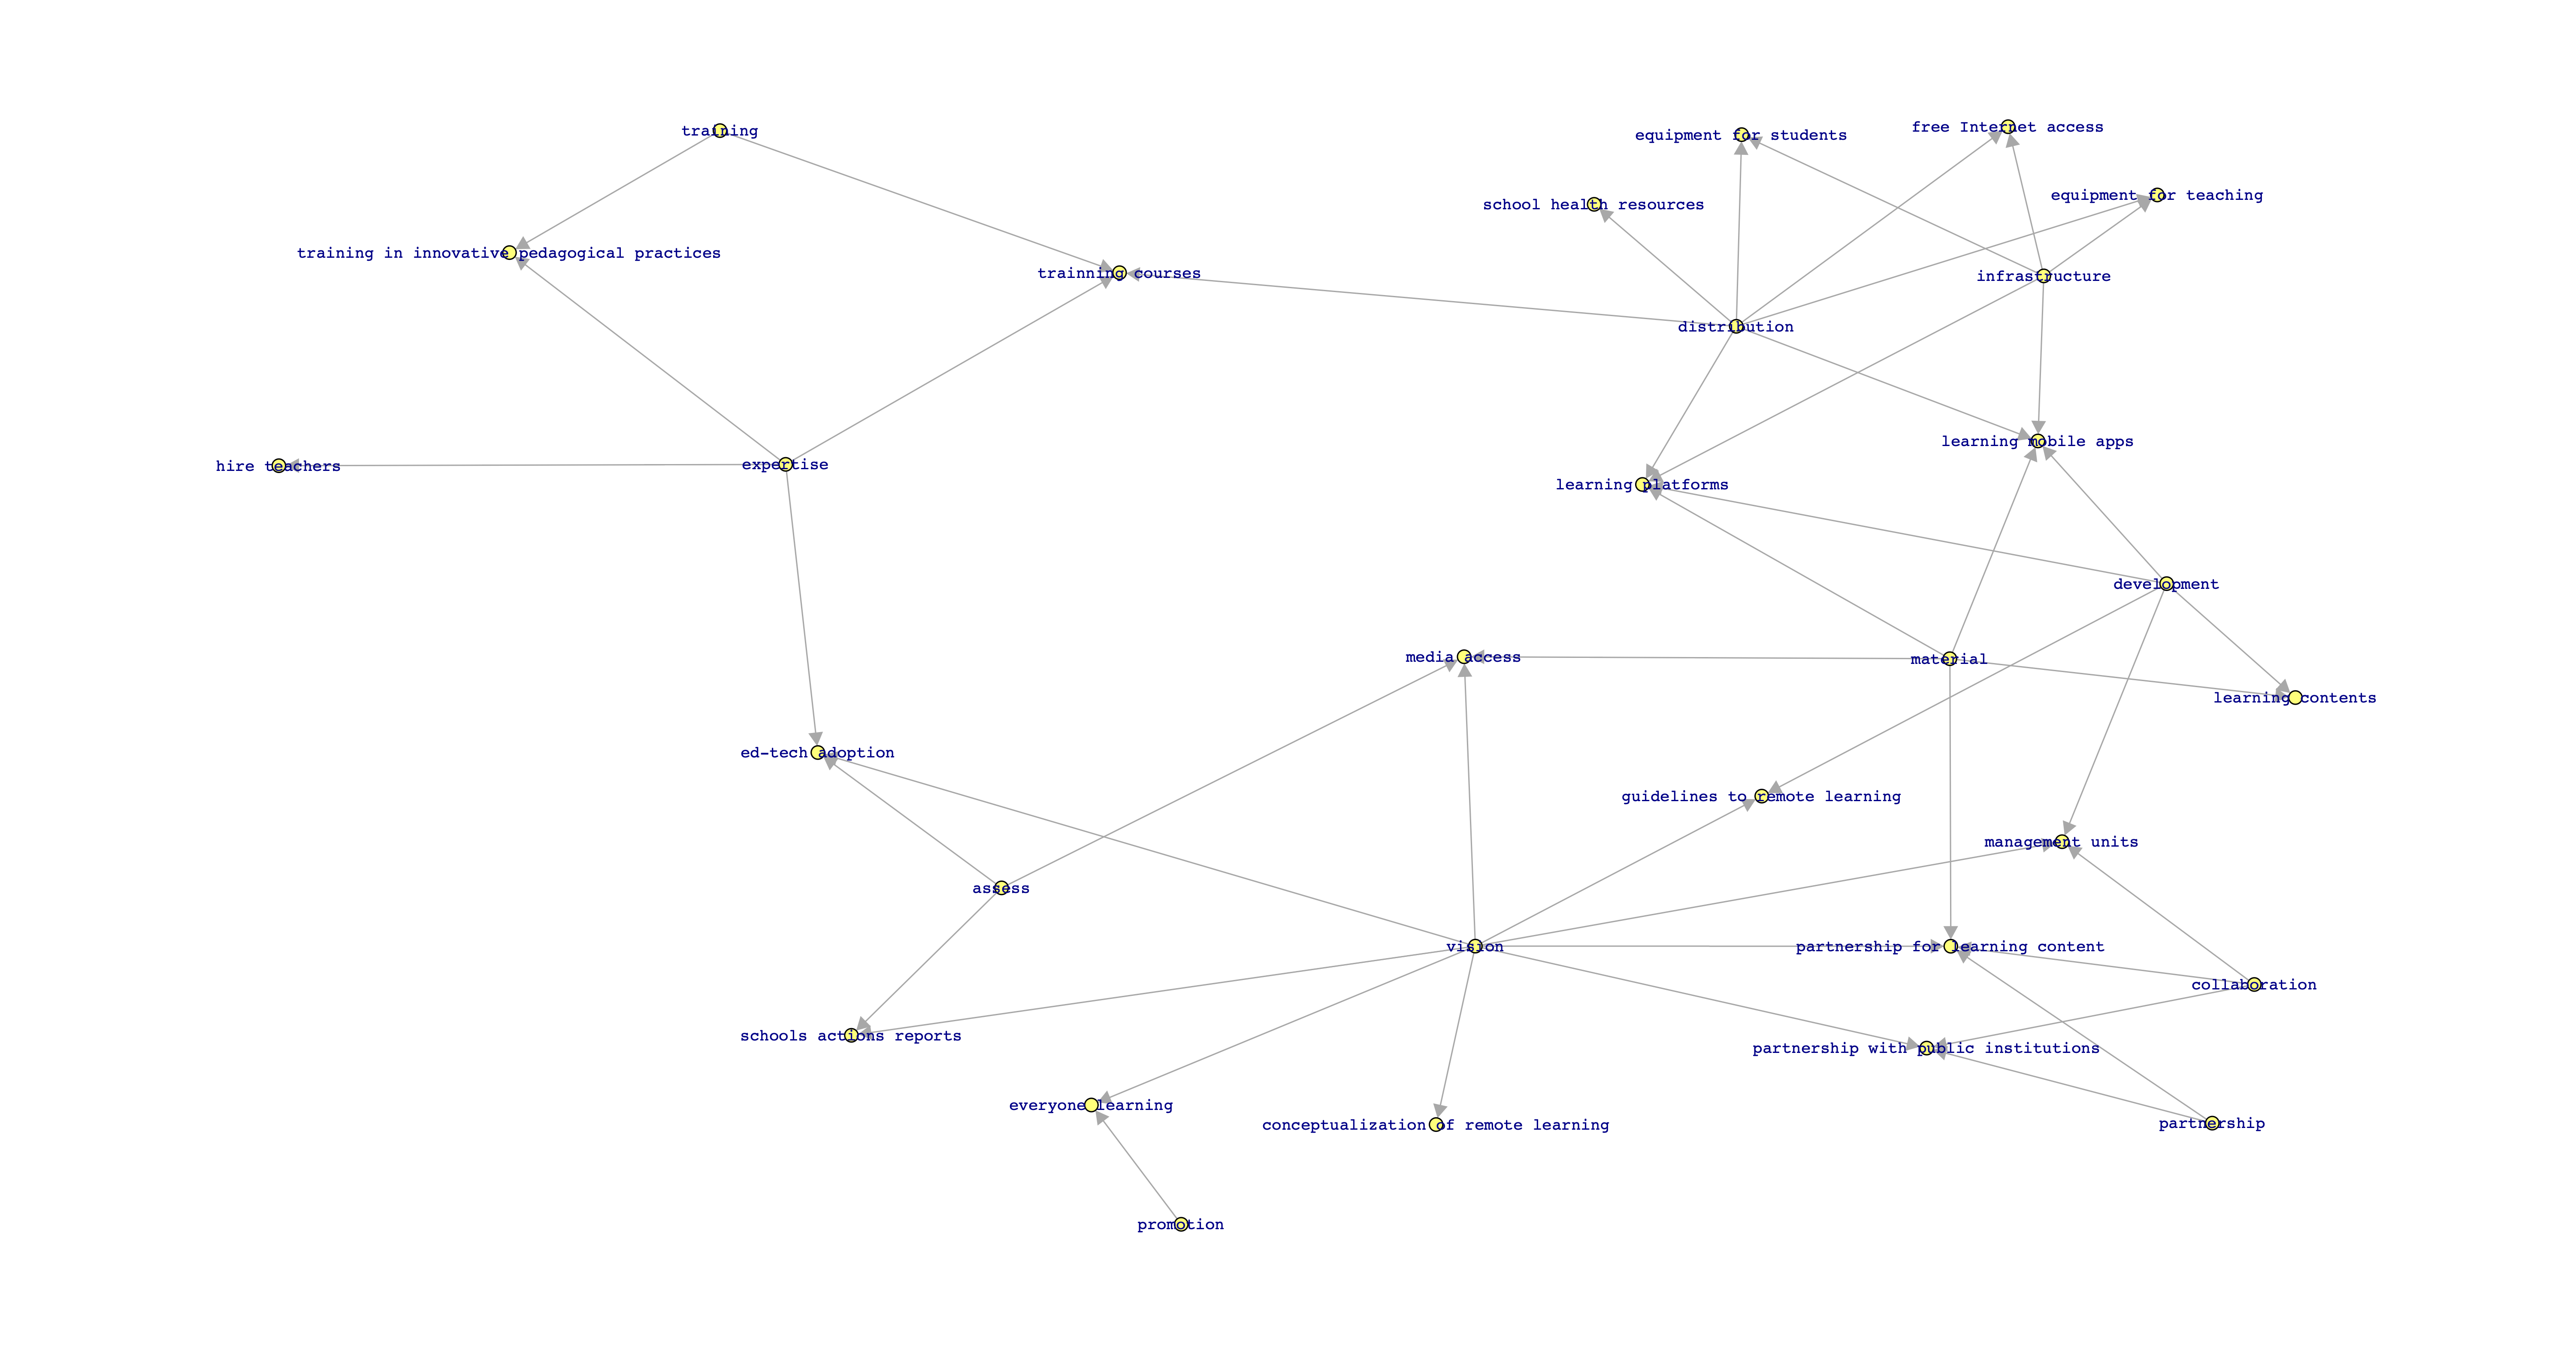 free Internet access
training
equipment for students
equipment for teaching
school health resources
training in innovative pedagogical practices
trainning courses
infrastructure
distribution
learning mobile apps
hire teachers
expertise
learning platforms
development
media access
material
learning contents
ed-tech adoption
guidelines to remote learning
management units
assess
vision
partnership for learning content
collaboration
schools actions reports
partnership with public institutions
everyone learning
conceptualization of remote learning
partnership
promotion